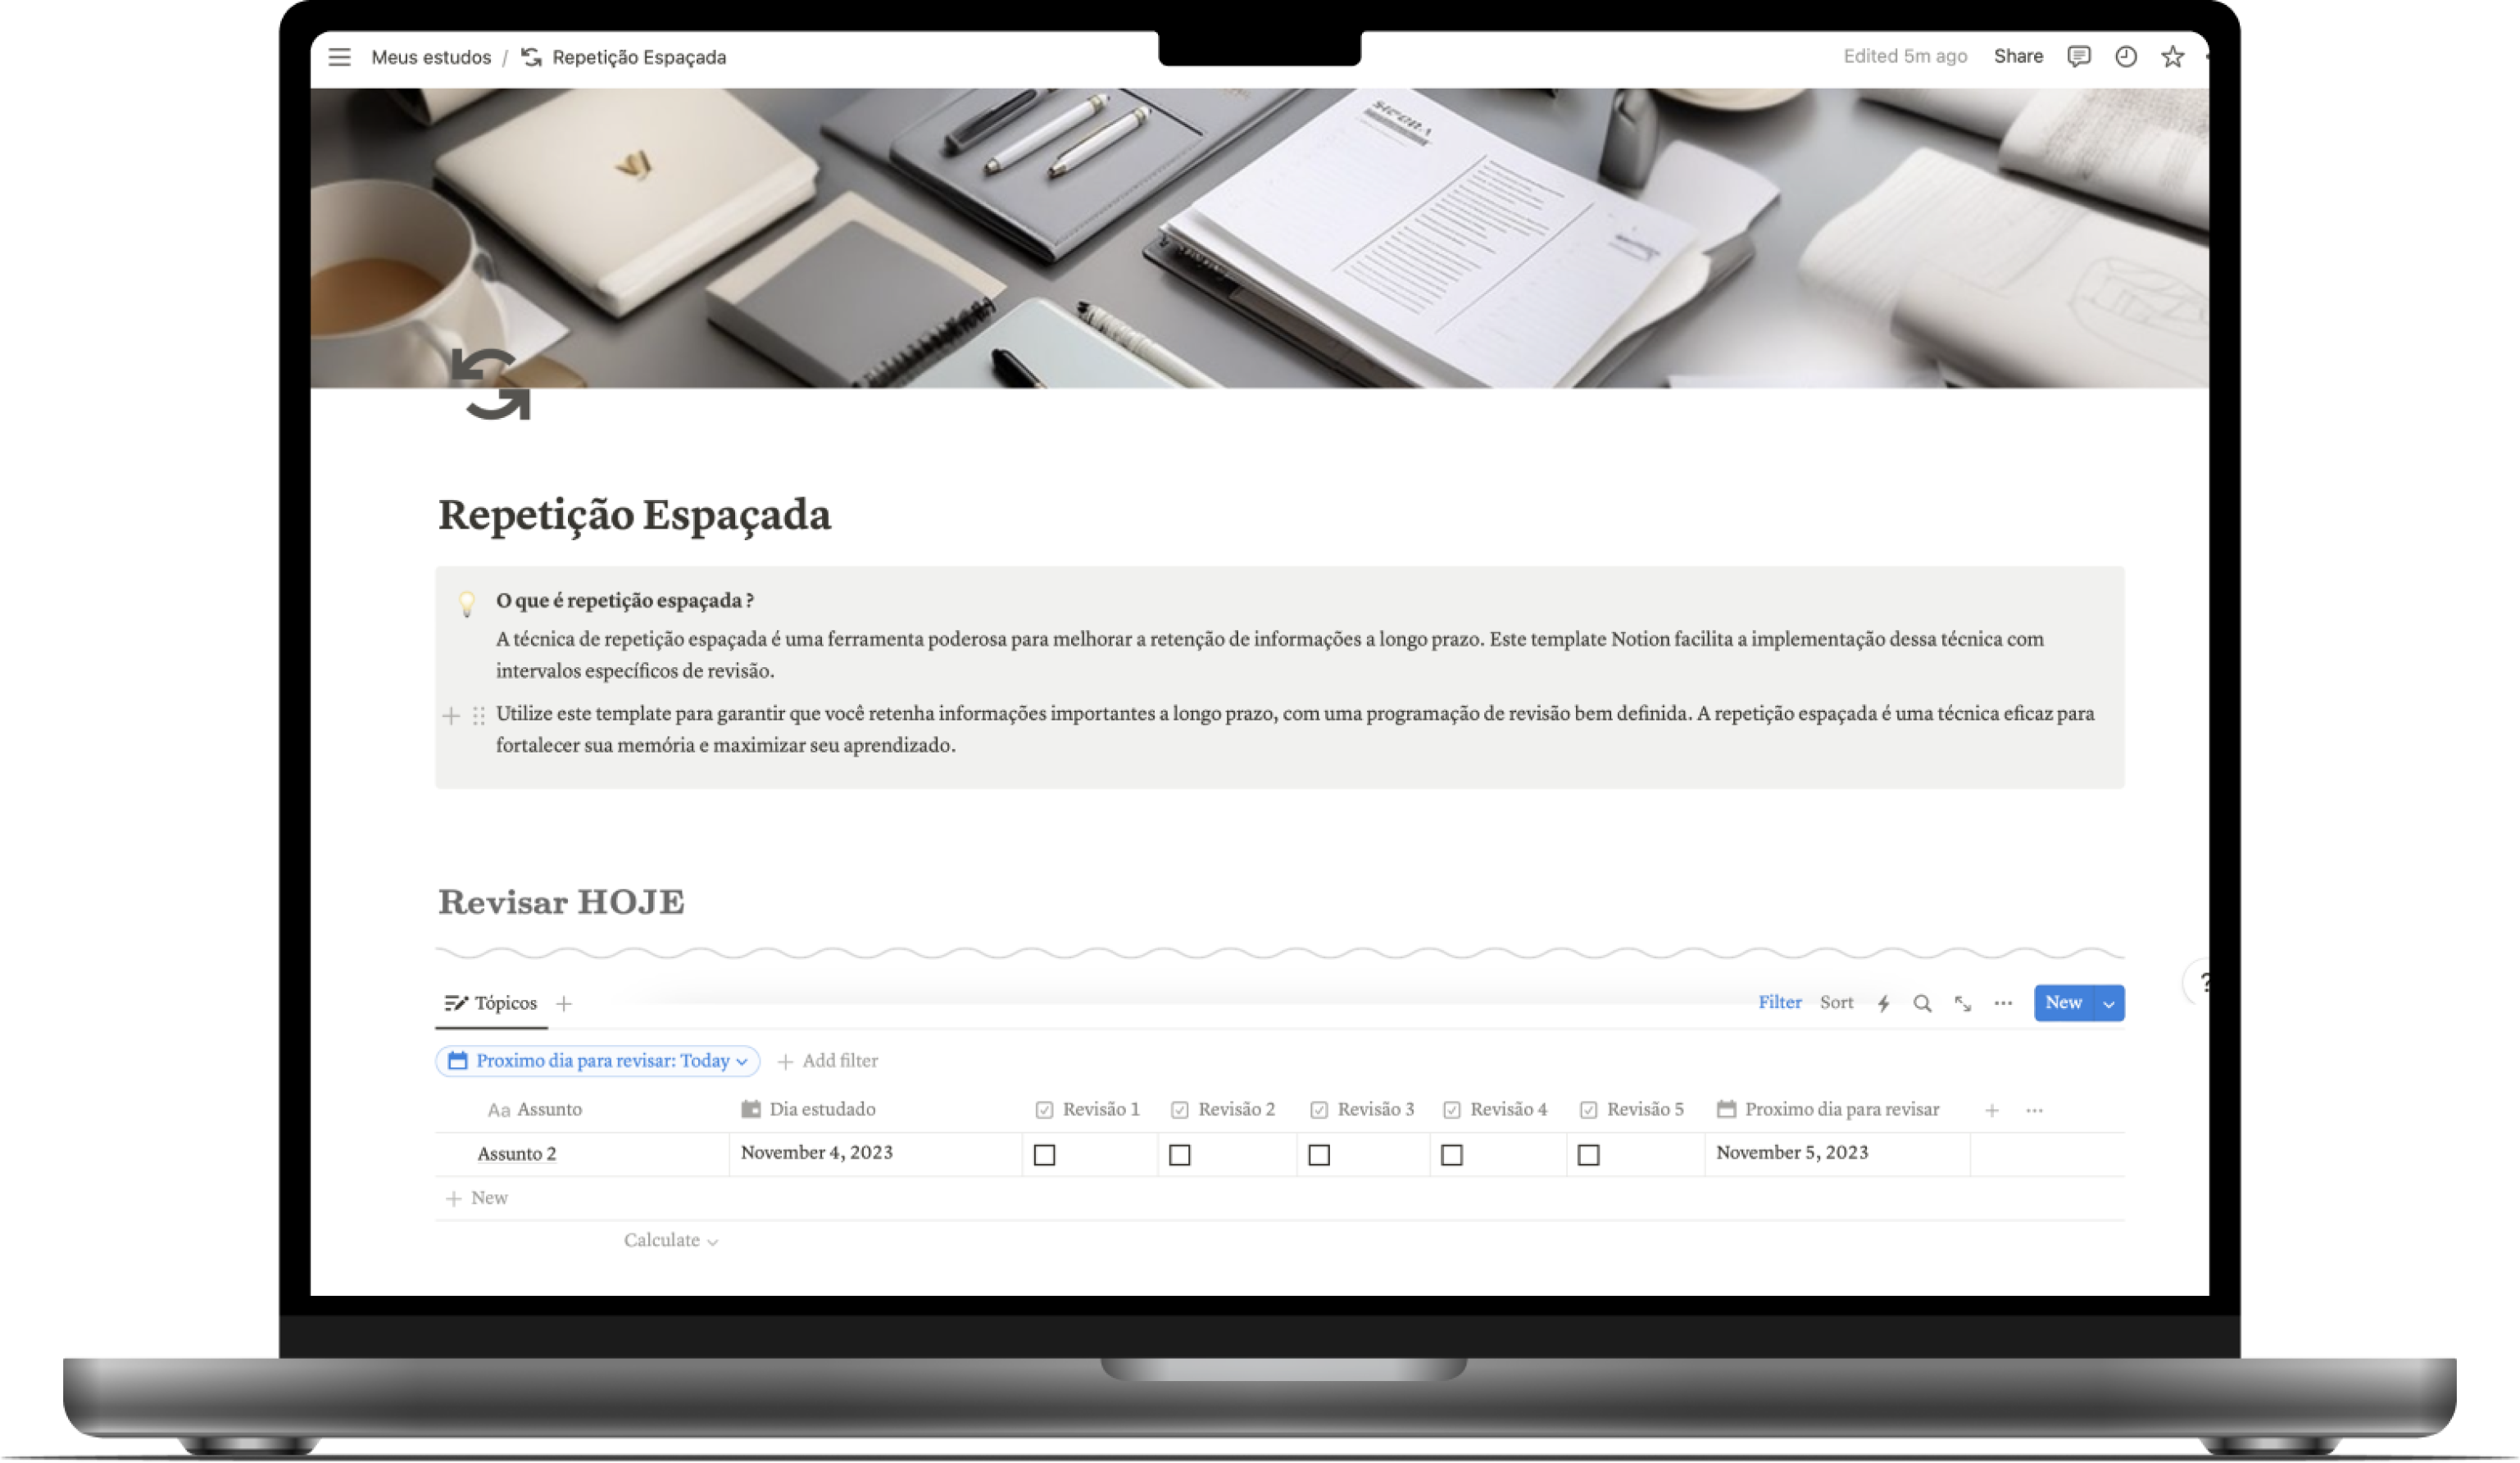 Meus estudos / Repetição Espaçada
Edited 5m ago Share
Repetição Espaçada
O que é repetição espaçada ?
A técnica de repetição espaçada é uma ferramenta poderosa para melhorar a retenção de informações a longo prazo. Este template Notion facilita a implementação dessa técnica com
intervalos específicos de revisão.
Utilize este template para garantir que você retenha informações importantes a longo prazo, com uma programação de revisão bem definida. A repetição espaçada é uma técnica eficaz para
fortalecer sua memória e maximizar seu aprendizado.
Revisar HOJE
?
Tópicos + Filter Sort ... New
Proximo dia para revisar: Today + Add filter
Aa Assunto Dia estudado Revisão 1 Revisão 2 Revisão 3 Revisão 4 Revisão 5 Proximo dia para revisar + ...
Assunto 2 November 4, 2023 November 5, 2023
+ New
Calculate